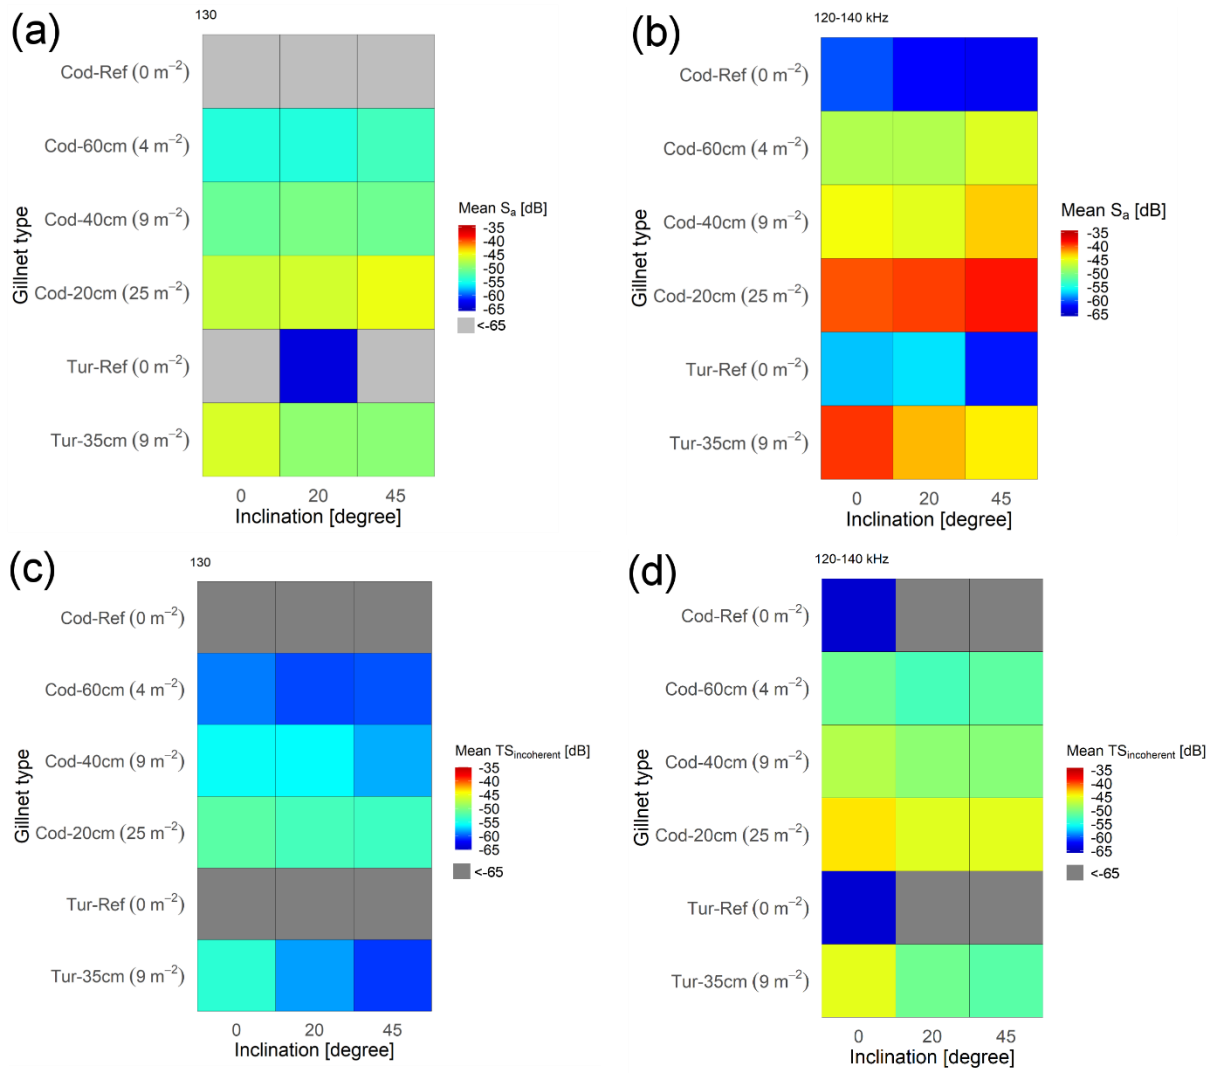 (a)
130
Cod-Ref (0 m⁻²)
Cod-60cm (4 m⁻²)
Cod-40cm (9 m⁻²)
Cod-20cm (25 m⁻²)
Tur-Ref (0 m⁻²)
Tur-35cm (9 m⁻²)
Gillnet type
0 20 45
Inclination [degree]
Mean Sₐ [dB]
-35
-40
-45
-50
-55
-60
-65
<-65
(b)
120-140 kHz
Cod-Ref (0 m⁻²)
Cod-60cm (4 m⁻²)
Cod-40cm (9 m⁻²)
Cod-20cm (25 m⁻²)
Tur-Ref (0 m⁻²)
Tur-35cm (9 m⁻²)
Gillnet type
0 20 45
Inclination [degree]
Mean Sₐ [dB]
-35
-40
-45
-50
-55
-60
-65
(c)
130
Cod-Ref (0 m⁻²)
Cod-60cm (4 m⁻²)
Cod-40cm (9 m⁻²)
Cod-20cm (25 m⁻²)
Tur-Ref (0 m⁻²)
Tur-35cm (9 m⁻²)
Gillnet type
0 20 45
Inclination [degree]
Mean TSincoherent [dB]
-35
-40
-45
-50
-55
-60
-65
<-65
(d)
120-140 kHz
Cod-Ref (0 m⁻²)
Cod-60cm (4 m⁻²)
Cod-40cm (9 m⁻²)
Cod-20cm (25 m⁻²)
Tur-Ref (0 m⁻²)
Tur-35cm (9 m⁻²)
Gillnet type
0 20 45
Inclination [degree]
Mean TSincoherent [dB]
-35
-40
-45
-50
-55
-60
-65
<-65